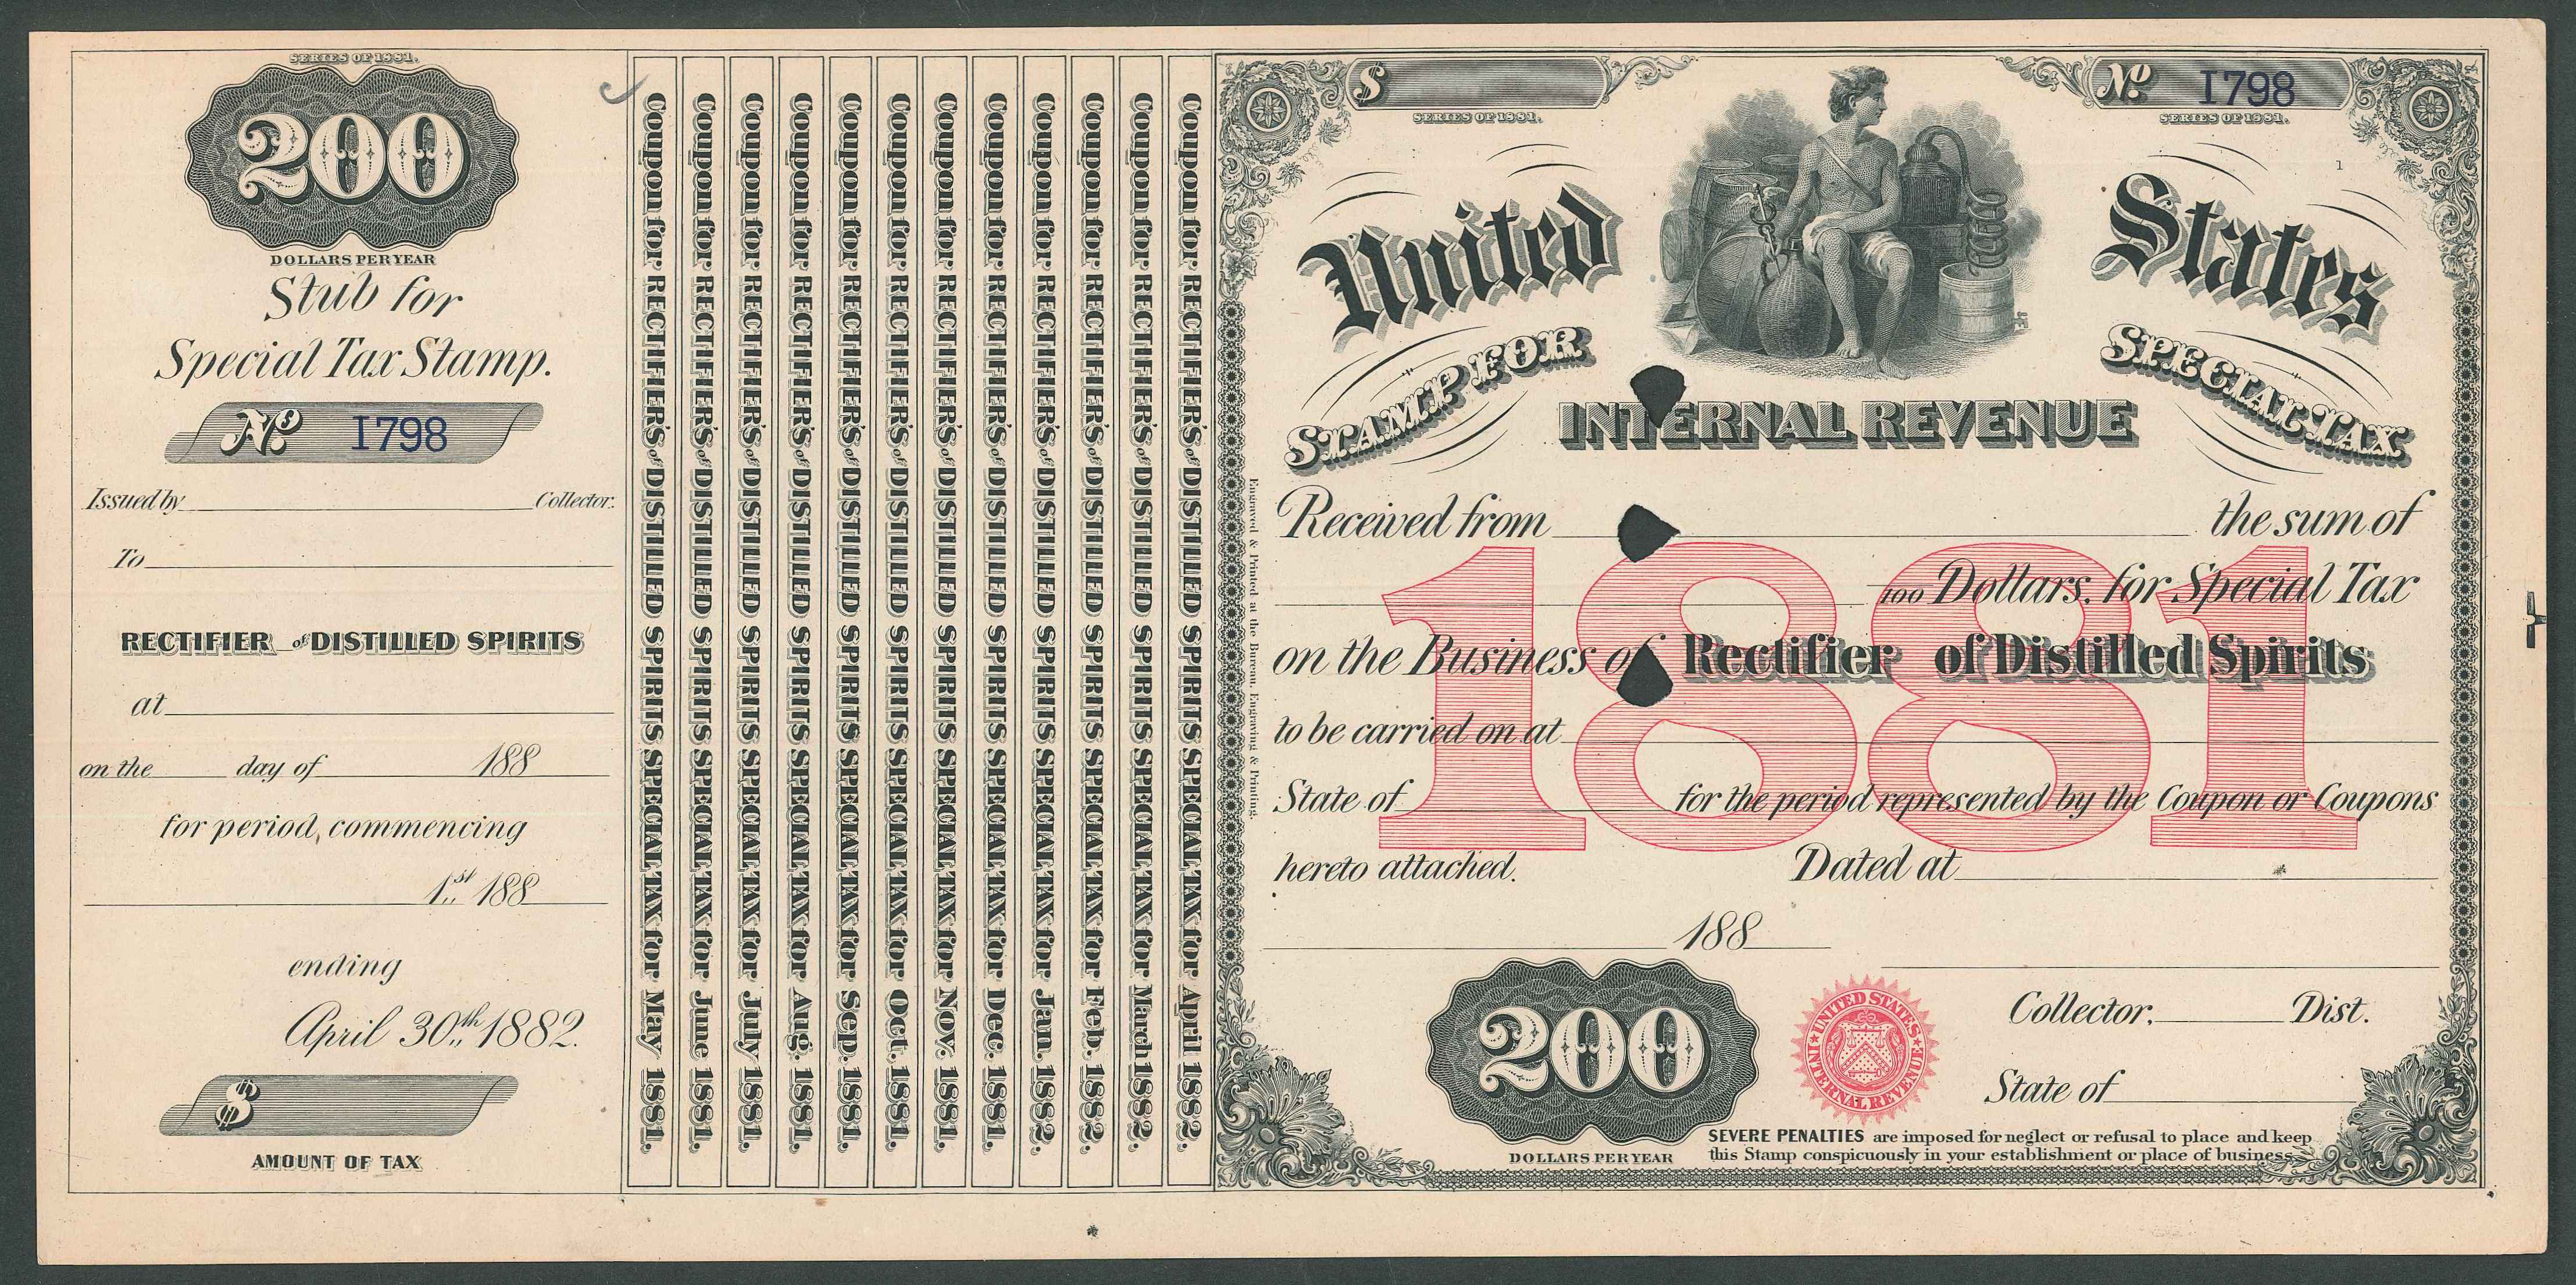 SERIES OF 1881.
200
DOLLARS PER YEAR
Stub for
Special Tax Stamp.
No. 1798
Issued by Collector.
To
RECTIFIER of DISTILLED SPIRITS
at
on the day of 188
for period, commencing
1st 188
ending
April 30th 1882.
$
AMOUNT OF TAX
Coupon for RECTIFIER'S of DISTILLED SPIRITS SPECIAL TAX for May 1881.
Coupon for RECTIFIER'S of DISTILLED SPIRITS SPECIAL TAX for June 1881.
Coupon for RECTIFIER'S of DISTILLED SPIRITS SPECIAL TAX for July 1881.
Coupon for RECTIFIER'S of DISTILLED SPIRITS SPECIAL TAX for Aug. 1881.
Coupon for RECTIFIER'S of DISTILLED SPIRITS SPECIAL TAX for Sep. 1881.
Coupon for RECTIFIER'S of DISTILLED SPIRITS SPECIAL TAX for Oct. 1881.
Coupon for RECTIFIER'S of DISTILLED SPIRITS SPECIAL TAX for Nov. 1881.
Coupon for RECTIFIER'S of DISTILLED SPIRITS SPECIAL TAX for Dec. 1881.
Coupon for RECTIFIER'S of DISTILLED SPIRITS SPECIAL TAX for Jan. 1882.
Coupon for RECTIFIER'S of DISTILLED SPIRITS SPECIAL TAX for Feb. 1882.
Coupon for RECTIFIER'S of DISTILLED SPIRITS SPECIAL TAX for March 1882.
Coupon for RECTIFIER'S of DISTILLED SPIRITS SPECIAL TAX for April 1882.
Engraved & Printed at the Bureau, Engraving & Printing.
$
SERIES OF 1881.
No. 1798
SERIES OF 1881.
1
United States
STAMP FOR SPECIAL TAX
INTERNAL REVENUE
Received from the sum of
100 Dollars, for Special Tax
on the Business of Rectifier of Distilled Spirits
1881
to be carried on at
State of for the period represented by the Coupon or Coupons
hereto attached. Dated at
188
200
DOLLARS PER YEAR
UNITED STATES INTERNAL REVENUE
Collector, Dist.
State of
SEVERE PENALTIES are imposed for neglect or refusal to place and keep
this Stamp conspicuously in your establishment or place of business.